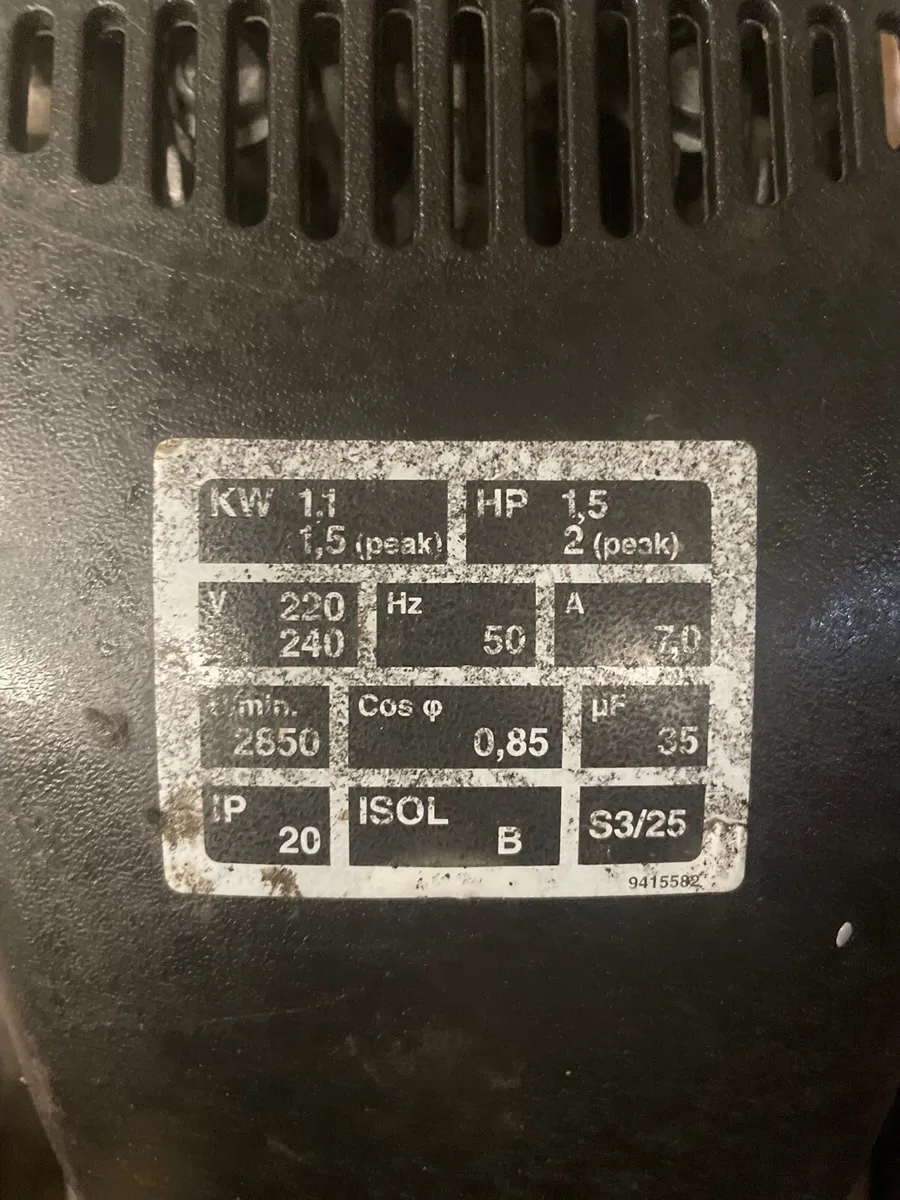 KW 1.1
1,5 (peak)
HP 1,5
2 (peak)
V 220
240
Hz
50
A
7,0
min.
2850
Cos φ
0,85
µF
35
IP
20
ISOL
B
S3/25
9415582